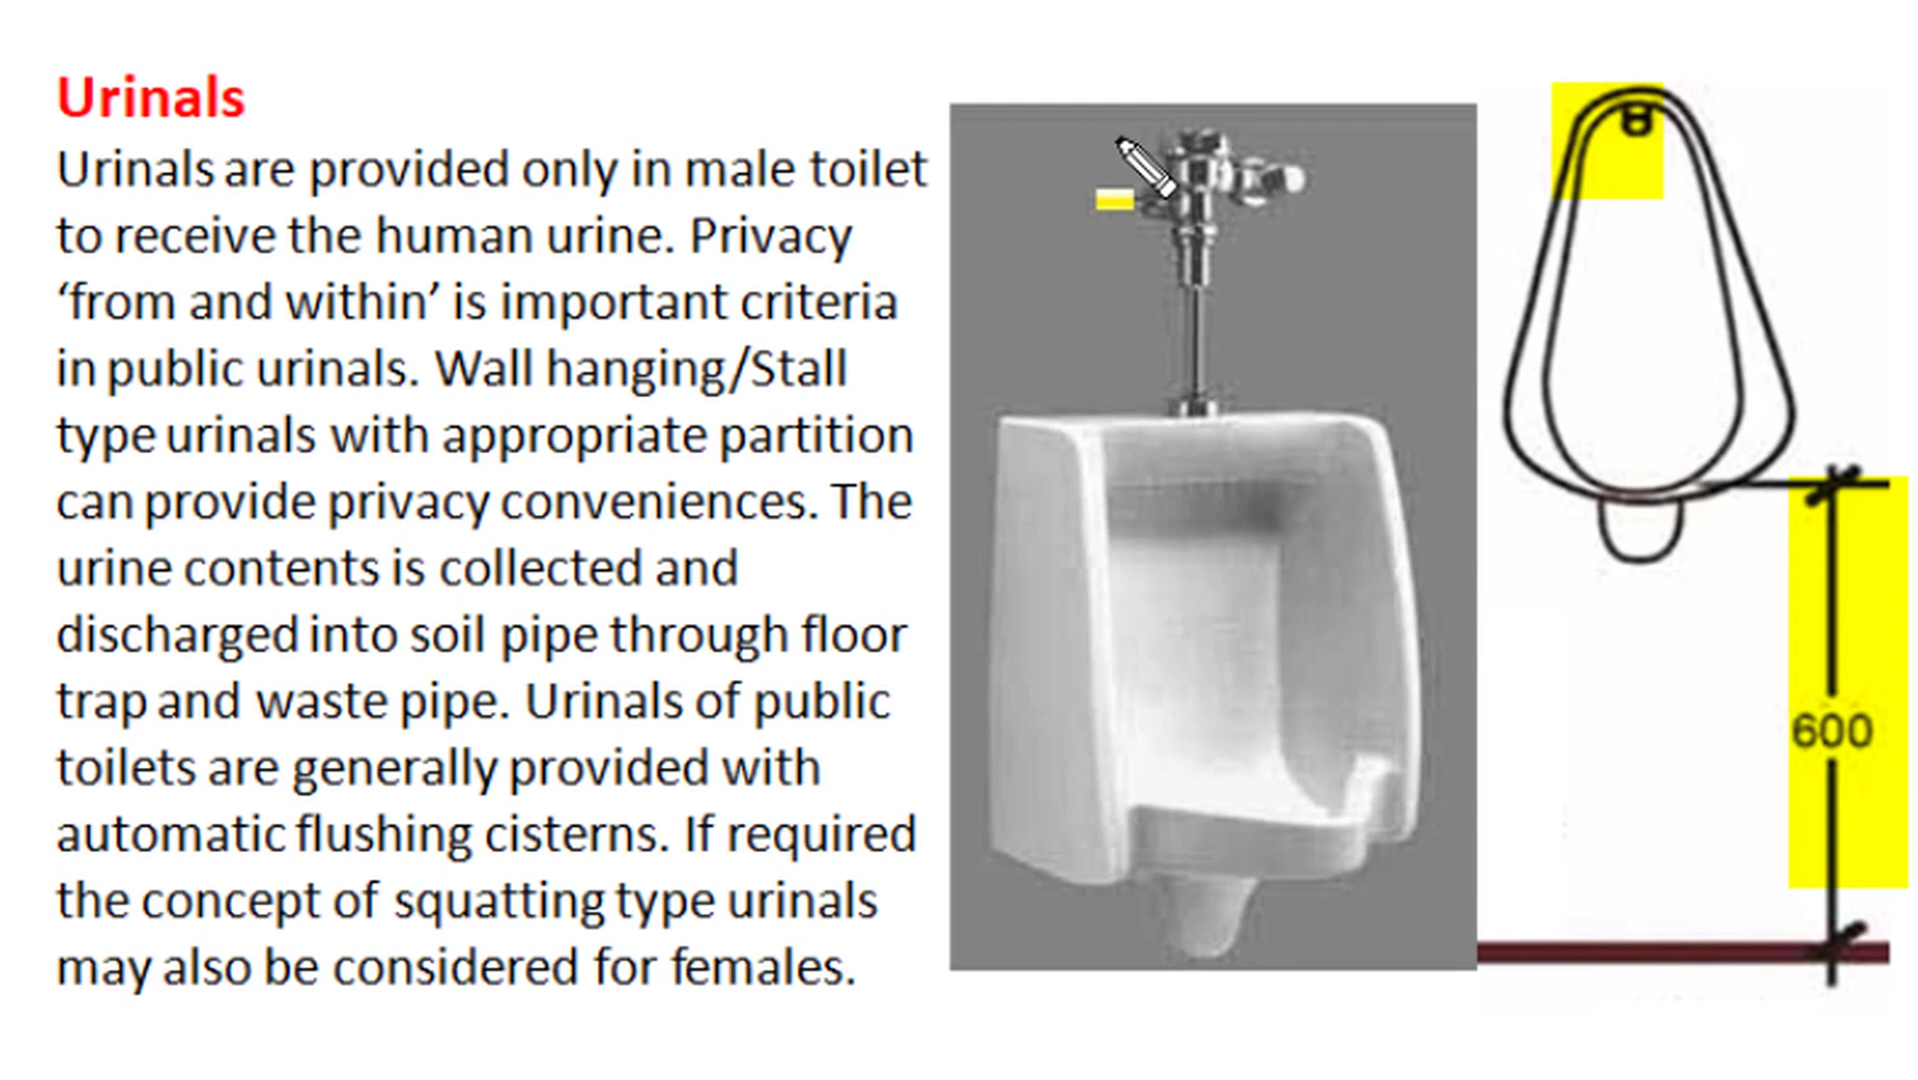 Urinals
Urinals are provided only in male toilet
to receive the human urine. Privacy
‘from and within’ is important criteria
in public urinals. Wall hanging/Stall
type urinals with appropriate partition
can provide privacy conveniences. The
urine contents is collected and
discharged into soil pipe through floor
trap and waste pipe. Urinals of public
toilets are generally provided with
automatic flushing cisterns. If required
the concept of squatting type urinals
may also be considered for females.
600